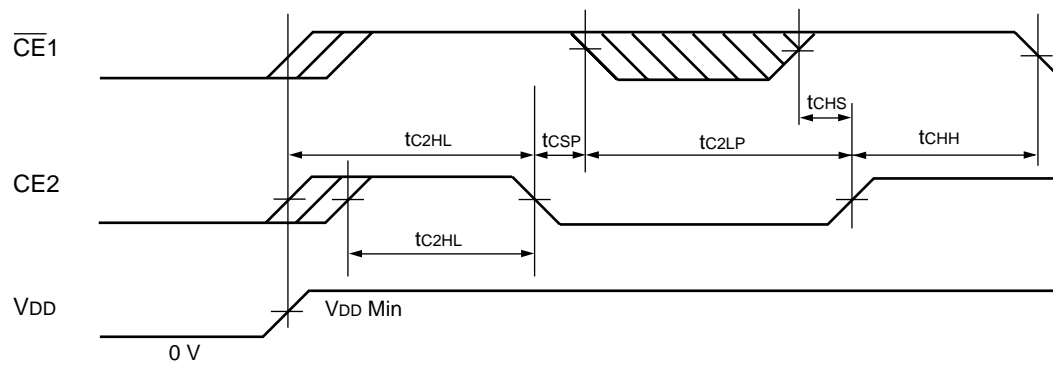 CE1
tCHS
tC2HL
tCSP
tC2LP
tCHH
CE2
tC2HL
VDD
VDD Min
0 V